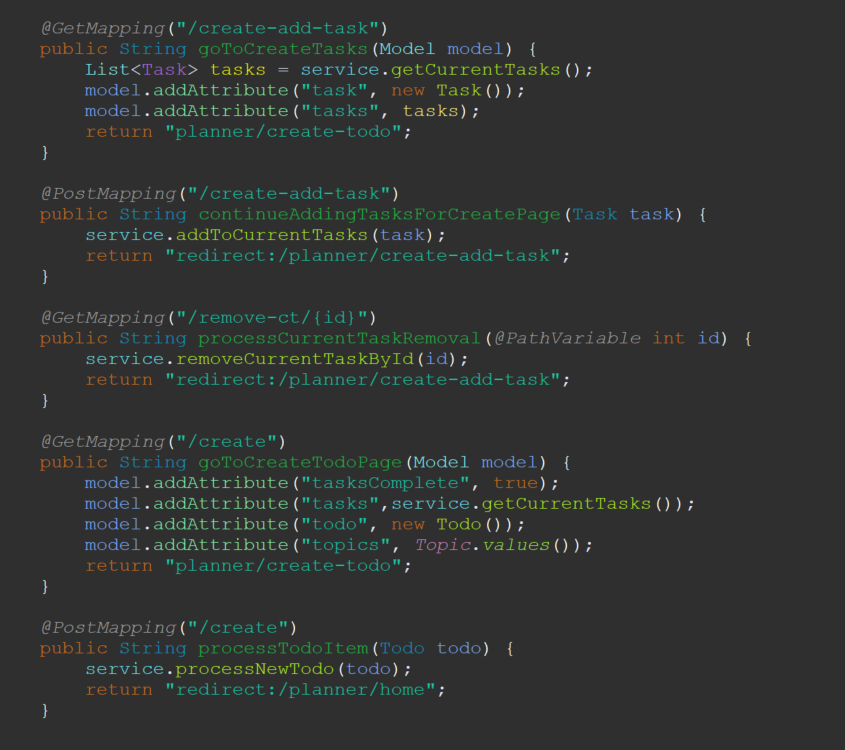 @GetMapping("/create-add-task")
public String goToCreateTasks(Model model) {
    List<Task> tasks = service.getCurrentTasks();
    model.addAttribute("task", new Task());
    model.addAttribute("tasks", tasks);
    return "planner/create-todo";
}

@PostMapping("/create-add-task")
public String continueAddingTasksForCreatePage(Task task) {
    service.addToCurrentTasks(task);
    return "redirect:/planner/create-add-task";
}

@GetMapping("/remove-ct/{id}")
public String processCurrentTaskRemoval(@PathVariable int id) {
    service.removeCurrentTaskById(id);
    return "redirect:/planner/create-add-task";
}

@GetMapping("/create")
public String goToCreateTodoPage(Model model) {
    model.addAttribute("tasksComplete", true);
    model.addAttribute("tasks",service.getCurrentTasks());
    model.addAttribute("todo", new Todo());
    model.addAttribute("topics", Topic.values());
    return "planner/create-todo";
}

@PostMapping("/create")
public String processTodoItem(Todo todo) {
    service.processNewTodo(todo);
    return "redirect:/planner/home";
}